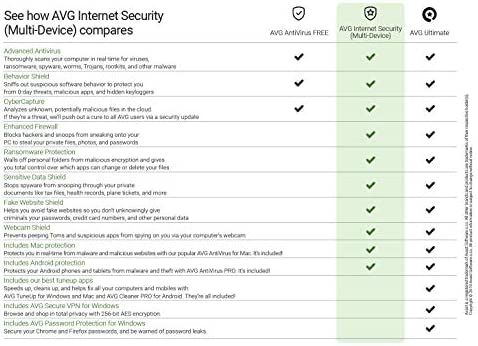 See how AVG Internet Security
(Multi-Device) compares
AVG AntiVirus FREE
AVG Internet Security
(Multi-Device)
AVG Ultimate
Advanced Antivirus
Thoroughly scans your computer in real time for viruses,
ransomware, spyware, worms, Trojans, rootkits, and other malware
Behavior Shield
Sniffs out suspicious software behavior to protect you
from 0-day threats, malicious apps, and hidden keyloggers
CyberCapture
Analyzes unknown, potentially malicious files in the cloud.
If they're a threat, we'll push out a cure to all AVG users via a security update
Enhanced Firewall
Blocks hackers and snoops from sneaking onto your
PC to steal your private files, photos, and passwords
Ransomware Protection
Walls off personal folders from malicious encryption and gives
you total control over which apps can change or delete your files
Sensitive Data Shield
Stops spyware from snooping through your private
documents like tax files, health records, plane tickets, and more
Fake Website Shield
Helps you avoid fake websites so you don't unknowingly give
criminals your passwords, credit card numbers, and other personal data
Webcam Shield
Prevents peeping Toms and suspicious apps from spying on you via your computer's webcam
Includes Mac protection
Protects you in real-time from malware and malicious websites with our popular AVG AntiVirus for Mac. It's included!
Includes Android protection
Protects your Android phones and tablets from malware and theft with AVG AntiVirus PRO. It's included!
Includes our best tuneup apps
Speeds up, cleans up, and helps fix all your computers and mobiles with
AVG TuneUp for Windows and Mac and AVG Cleaner PRO for Android. They're all included!
Includes AVG Secure VPN for Windows
Browse and shop in total privacy with 256-bit AES encryption
Includes AVG Password Protection for Windows
Secure your Chrome and Firefox passwords, and be warned of password leaks